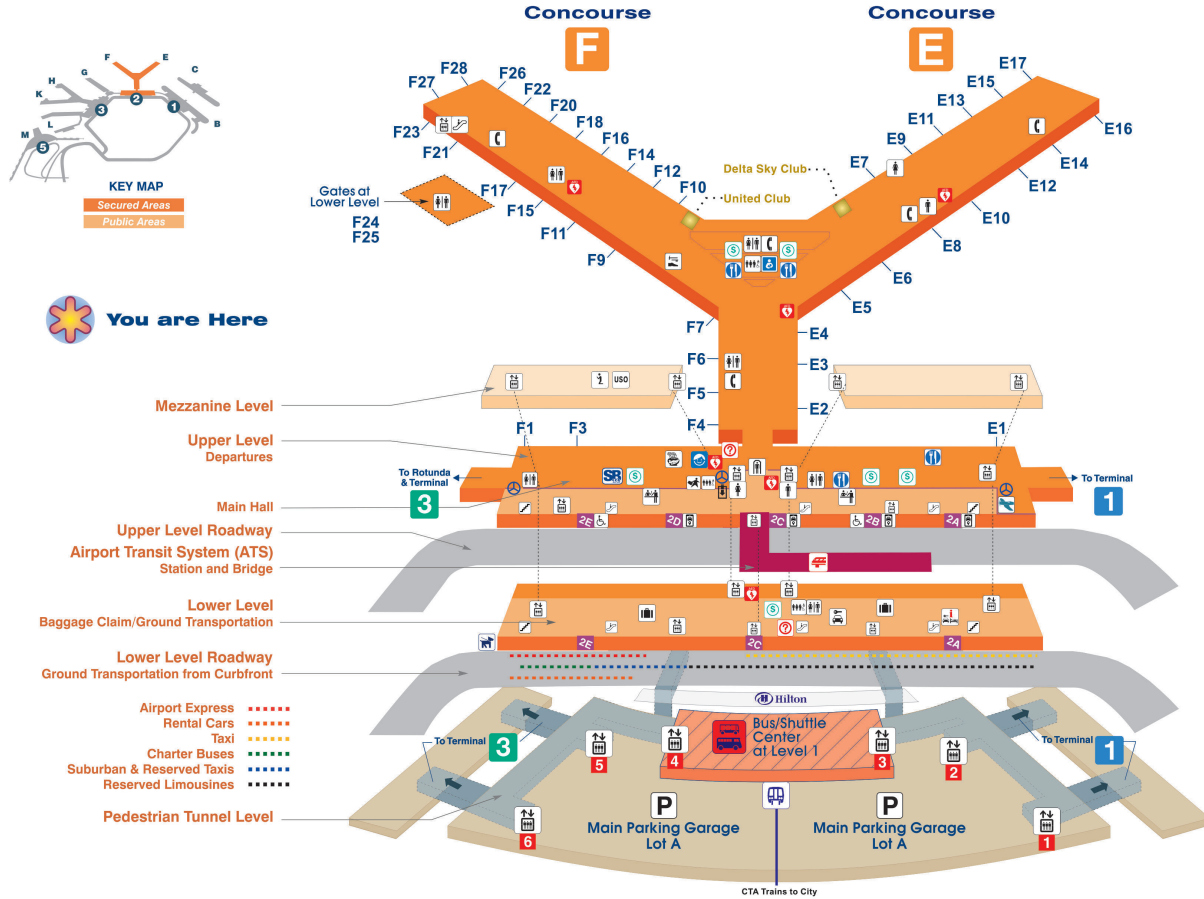 Concourse
F
Concourse
E
F
E
G
C
H
K
L
M
B
2
3
1
5
KEY MAP
Secured Areas
Public Areas
F28
F27
F26
F22
F20
F18
F16
F14
F12
F10
F23
F21
F17
F15
F11
F9
F7
F6
F5
F4
Gates at
Lower Level
F24
F25
E17
E15
E13
E11
E9
E7
E16
E14
E12
E10
E8
E6
E5
E4
E3
E2
Delta Sky Club
United Club
S
S
You are Here
USO
Mezzanine Level
Upper Level
Departures
F1
F3
E1
To Rotunda
& Terminal
3
To Terminal
1
?
S
S
S
Main Hall
2E
2D
2C
2B
2A
Upper Level Roadway
Airport Transit System (ATS)
Station and Bridge
Lower Level
Baggage Claim/Ground Transportation
S
?
2E
2C
2A
Lower Level Roadway
Ground Transportation from Curbfront
Airport Express
Rental Cars
Taxi
Charter Buses
Suburban & Reserved Taxis
Reserved Limousines
Pedestrian Tunnel Level
Hilton
Bus/Shuttle
Center
at Level 1
To Terminal
3
To Terminal
1
5
4
3
2
6
1
P
Main Parking Garage
Lot A
P
Main Parking Garage
Lot A
CTA Trains to City